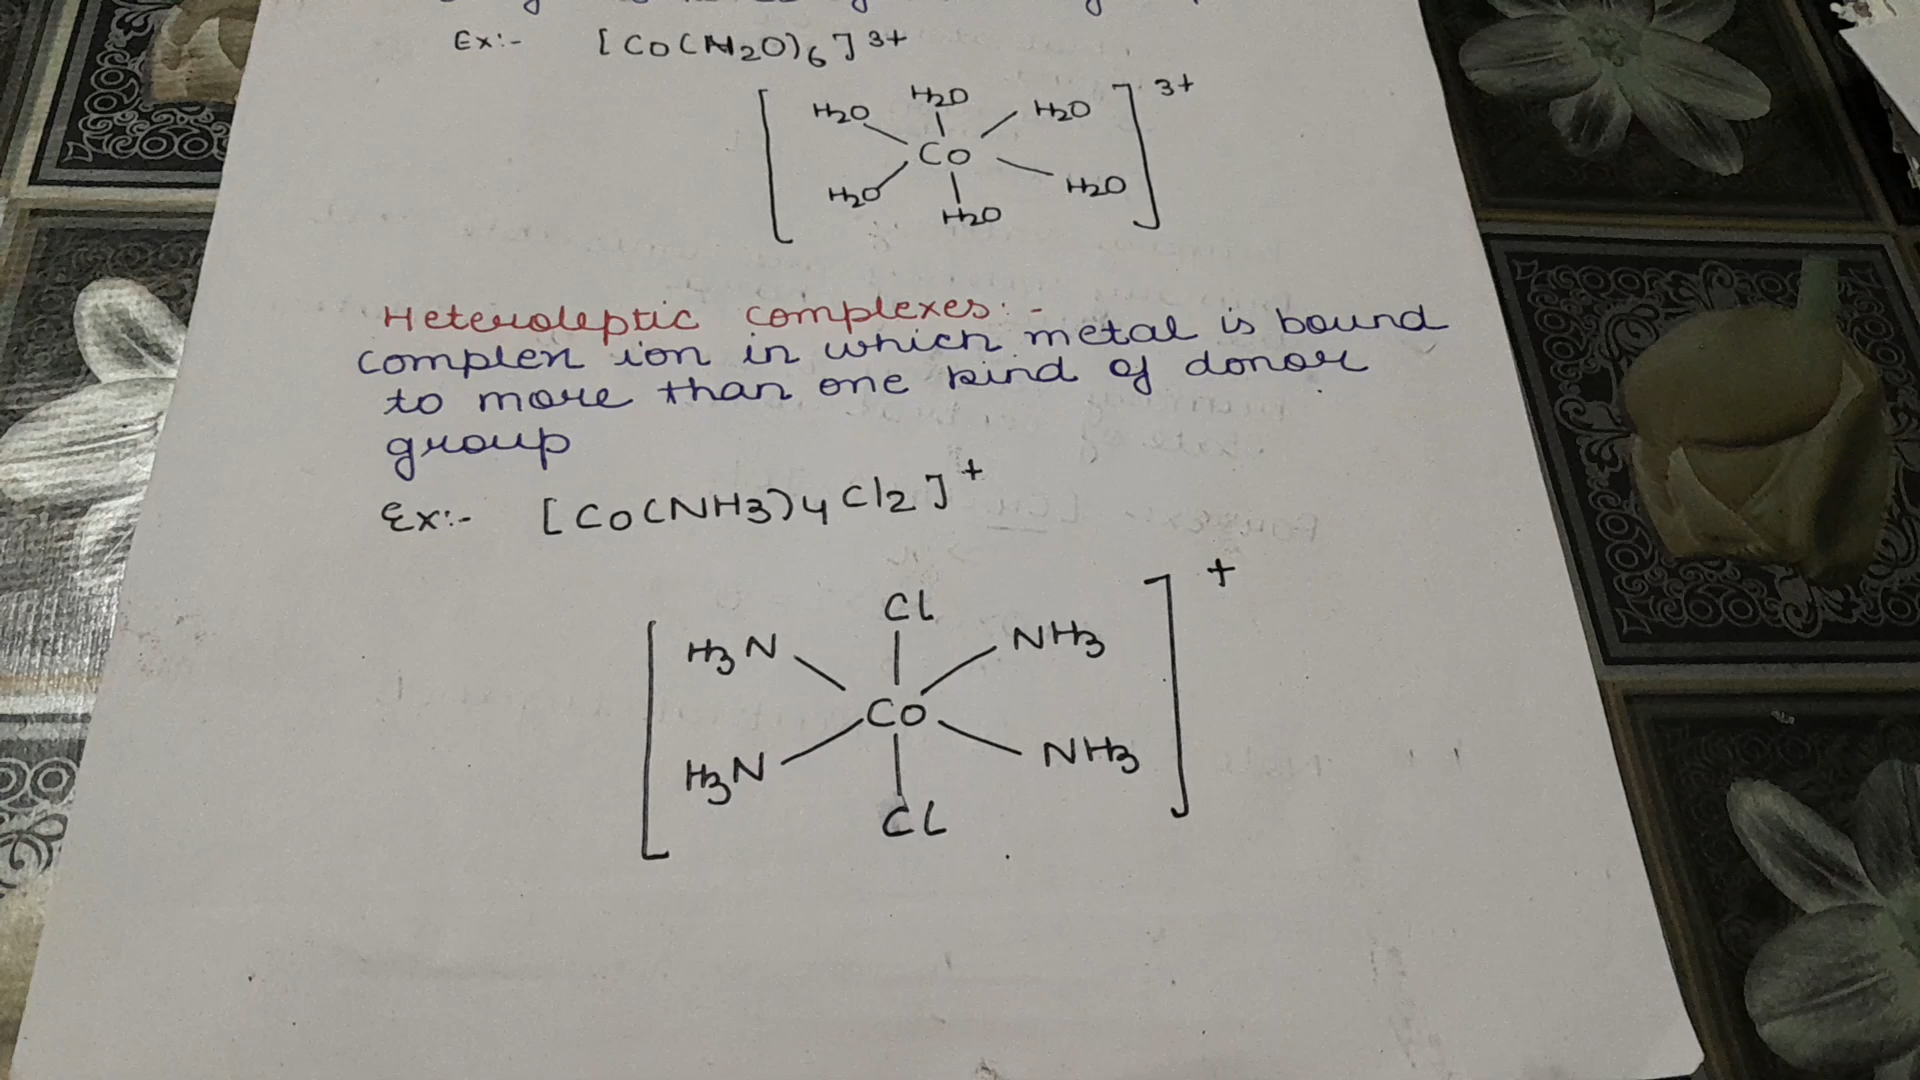 Ex:- [Co(H2O)6]3+
[ H2O H2O H2O ]3+
Co
H2O H2O H2O
Heteroleptic complexes:-
complex ion in which metal is bound
to more than one kind of donor
group
Ex:- [Co(NH3)4Cl2]+
+
Cl
H3N NH3
Co
H3N NH3
Cl